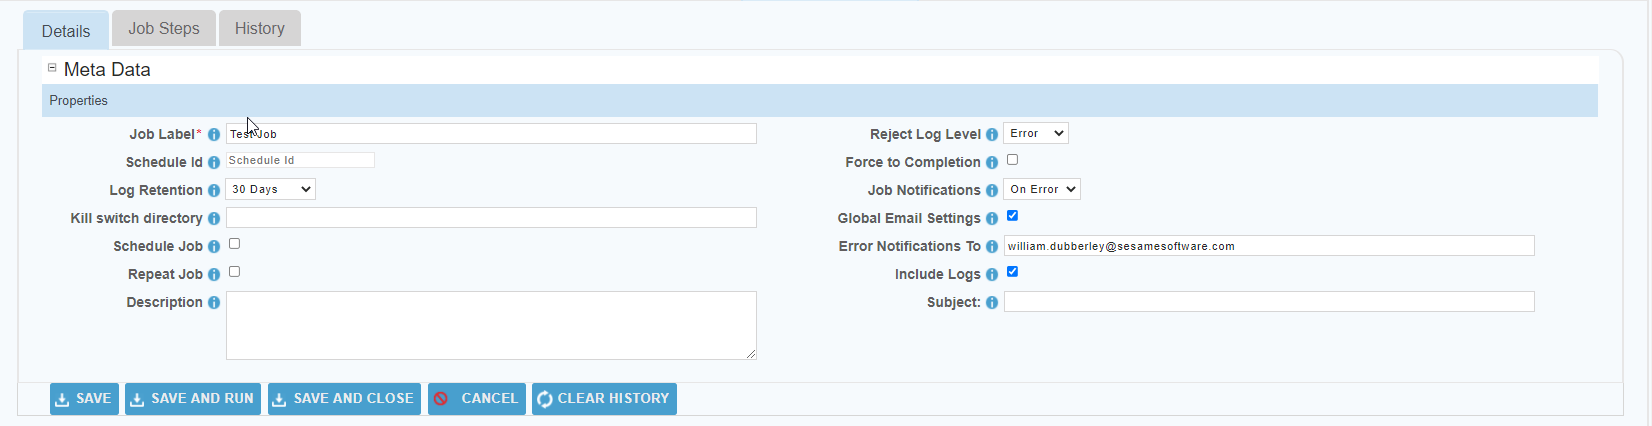 Details Job Steps History
Meta Data
Properties
Job Label* Test Job
Schedule Id Schedule Id
Log Retention 30 Days
Kill switch directory
Schedule Job
Repeat Job
Description
Reject Log Level Error
Force to Completion
Job Notifications On Error
Global Email Settings
Error Notifications To william.dubberley@sesamesoftware.com
Include Logs
Subject:
SAVE SAVE AND RUN SAVE AND CLOSE CANCEL CLEAR HISTORY